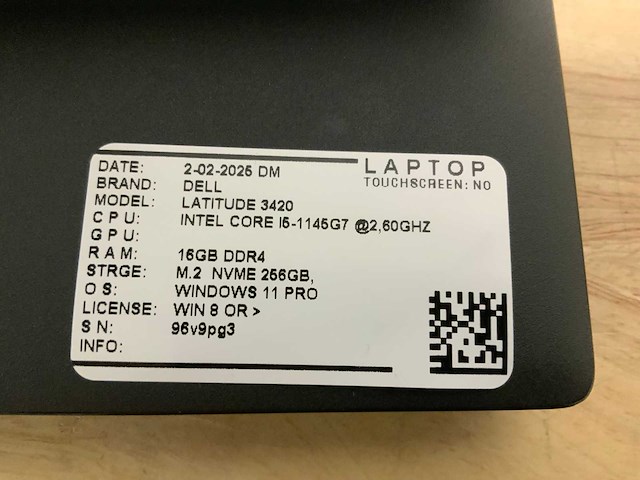 LAPTOP
TOUCHSCREEN: NO
DATE: 2-02-2025 DM
BRAND: DELL
MODEL: LATITUDE 3420
CPU: INTEL CORE I5-1145G7 @2,60GHZ
GPU:
RAM: 16GB DDR4
STRGE: M.2 NVME 256GB,
OS: WINDOWS 11 PRO
LICENSE: WIN 8 OR >
SN: 96v9pg3
INFO: